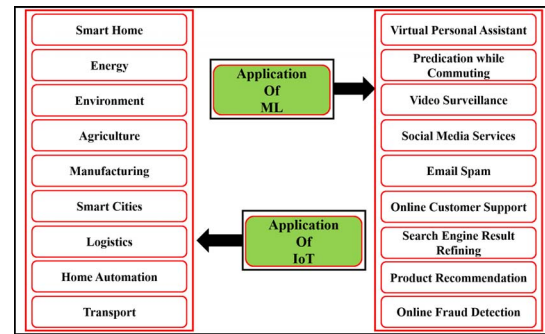 Smart Home
Energy
Environment
Agriculture
Manufacturing
Smart Cities
Logistics
Home Automation
Transport
Application
Of
ML
Application
Of
IoT
Virtual Personal Assistant
Predication while
Commuting
Video Surveillance
Social Media Services
Email Spam
Online Customer Support
Search Engine Result
Refining
Product Recommendation
Online Fraud Detection